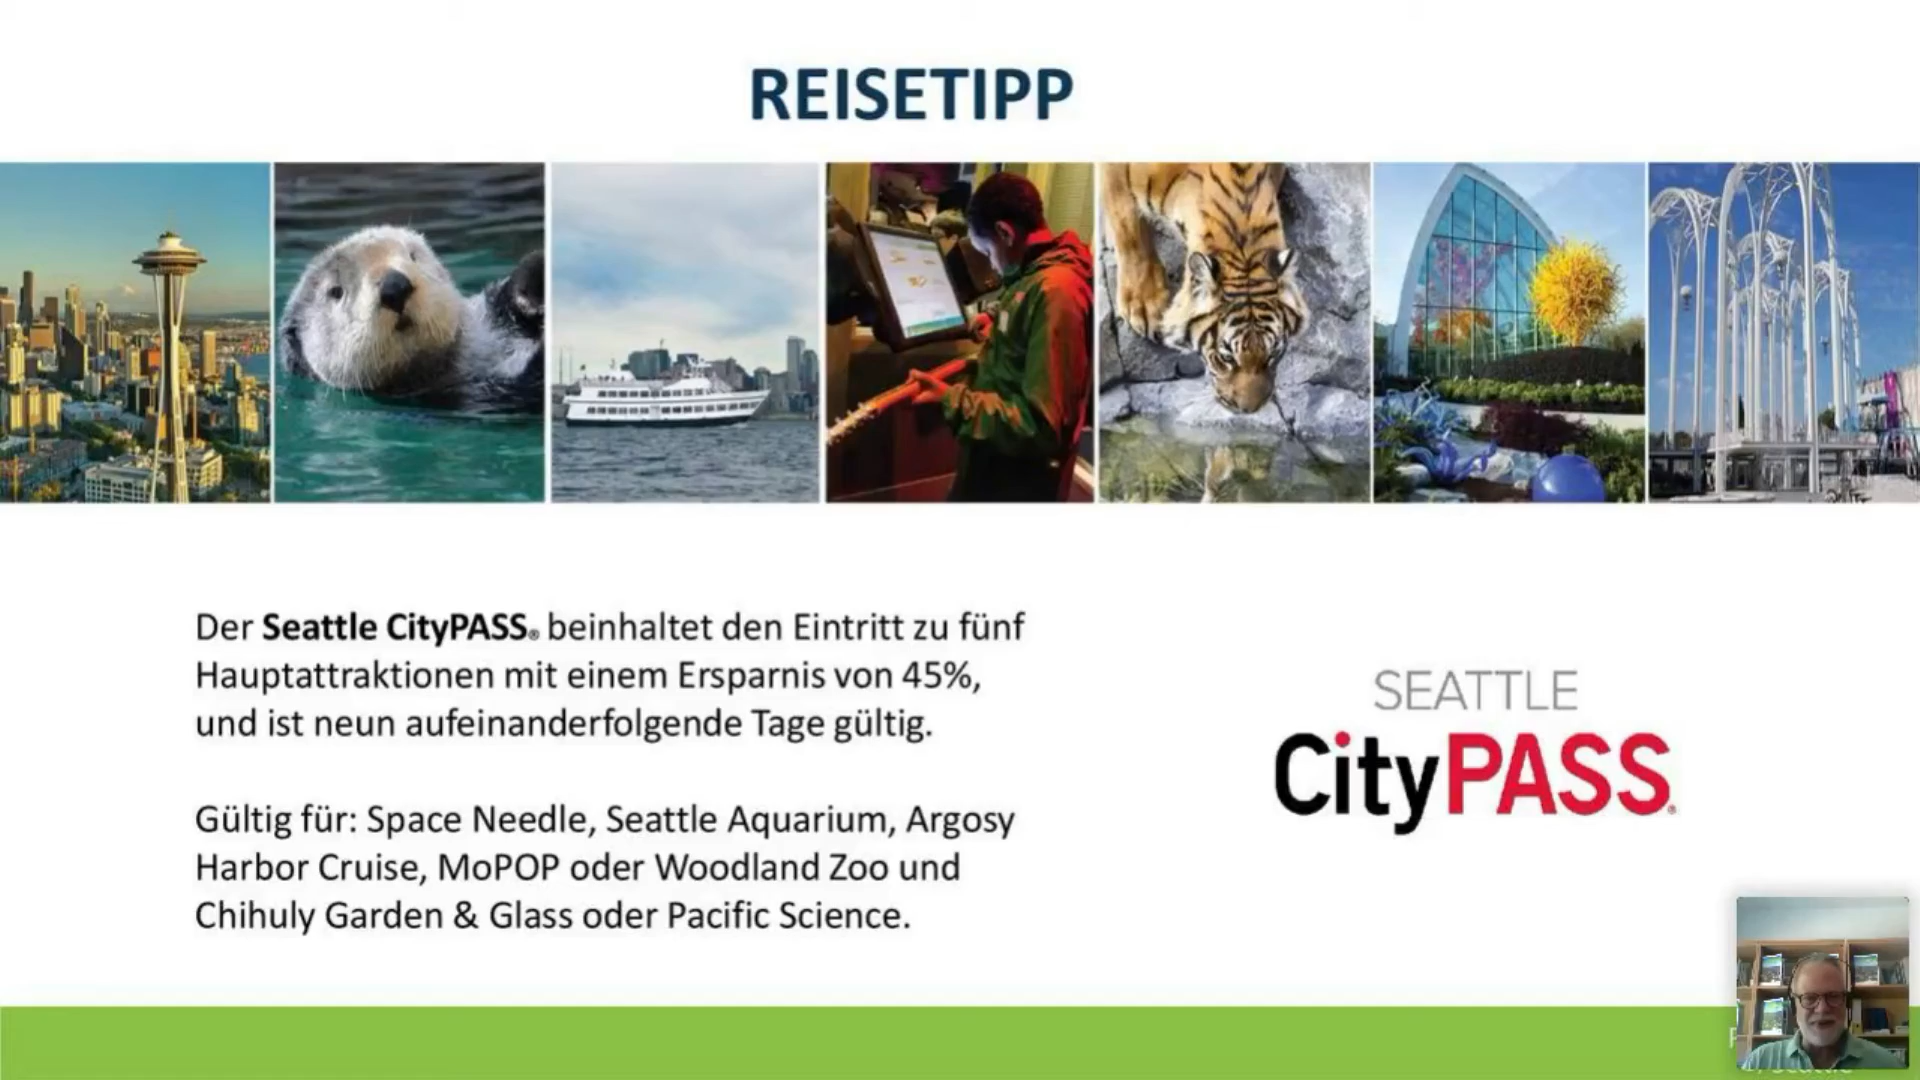 REISETIPP
Der Seattle CityPASS® beinhaltet den Eintritt zu fünf
Hauptattraktionen mit einem Ersparnis von 45%,
und ist neun aufeinanderfolgende Tage gültig.
Gültig für: Space Needle, Seattle Aquarium, Argosy
Harbor Cruise, MoPOP oder Woodland Zoo und
Chihuly Garden & Glass oder Pacific Science.
SEATTLE
CityPASS®